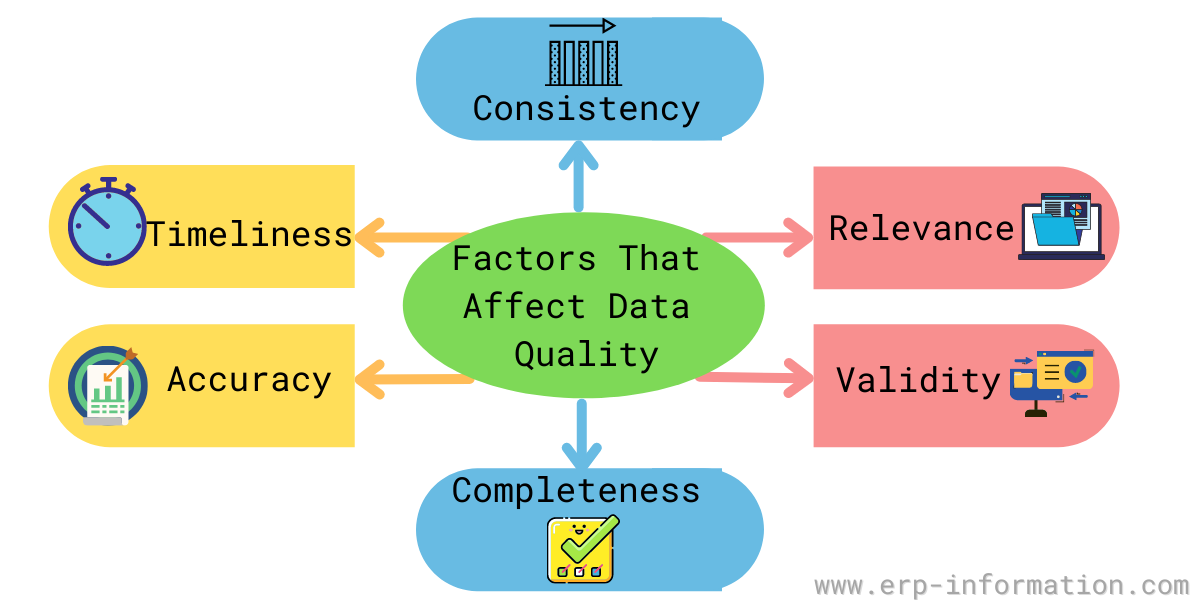 Consistency
Timeliness
Relevance
Factors That
Affect Data
Quality
Accuracy
Validity
Completeness
www.erp-information.com